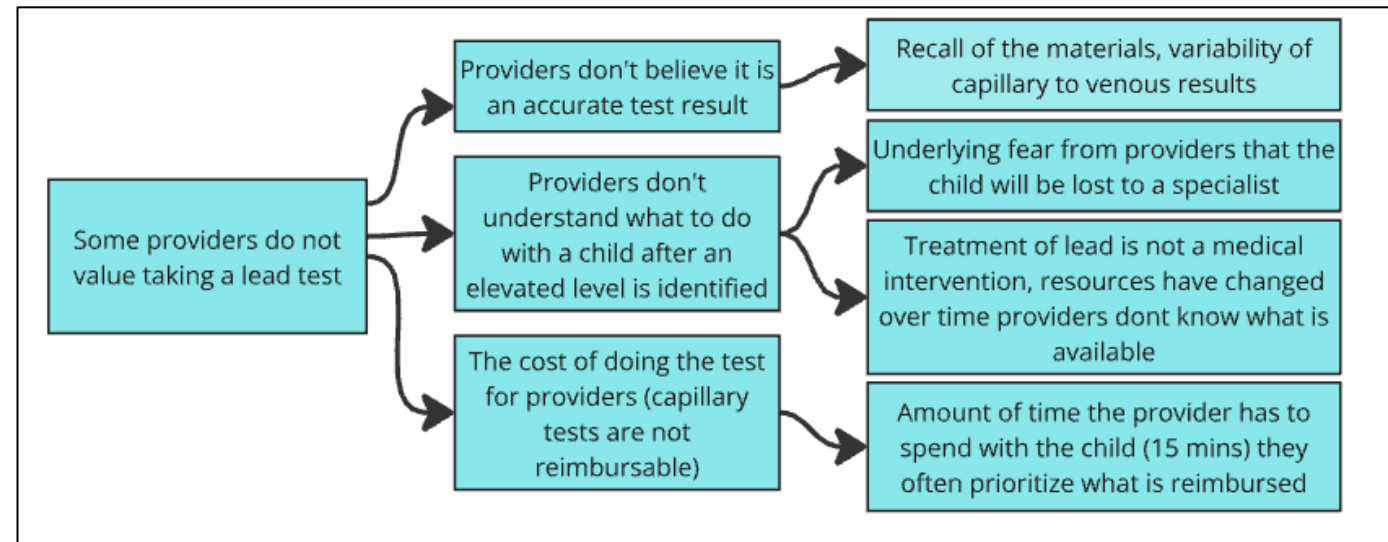 Some providers do not
value taking a lead test
Providers don't believe it is
an accurate test result
Providers don't
understand what to do
with a child after an
elevated level is identified
The cost of doing the test
for providers (capillary
tests are not
reimbursable)
Recall of the materials, variability of
capillary to venous results
Underlying fear from providers that the
child will be lost to a specialist
Treatment of lead is not a medical
intervention, resources have changed
over time providers dont know what is
available
Amount of time the provider has to
spend with the child (15 mins) they
often prioritize what is reimbursed